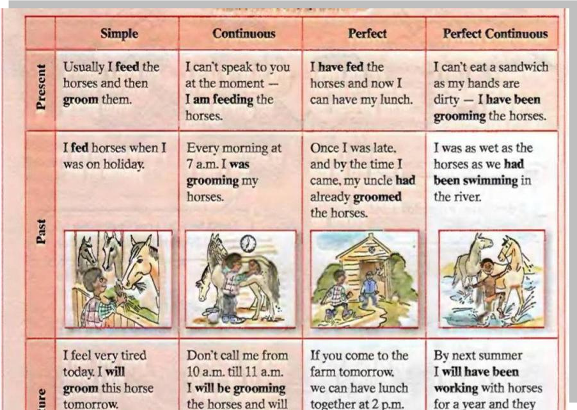 Simple
Continuous
Perfect
Perfect Continuous
Present
Usually I feed the
horses and then
groom them.
I can't speak to you
at the moment —
I am feeding the
horses.
I have fed the
horses and now I
can have my lunch.
I can't eat a sandwich
as my hands are
dirty — I have been
grooming the horses.
Past
I fed horses when I
was on holiday.
Every morning at
7 a.m. I was
grooming my
horses.
Once I was late,
and by the time I
came, my uncle had
already groomed
the horses.
I was as wet as the
horses as we had
been swimming in
the river.
I feel very tired
today. I will
groom this horse
tomorrow.
Don't call me from
10 a.m. till 11 a.m.
I will be grooming
the horses and will
If you come to the
farm tomorrow,
we can have lunch
together at 2 p.m.
By next summer
I will have been
working with horses
for a year and they